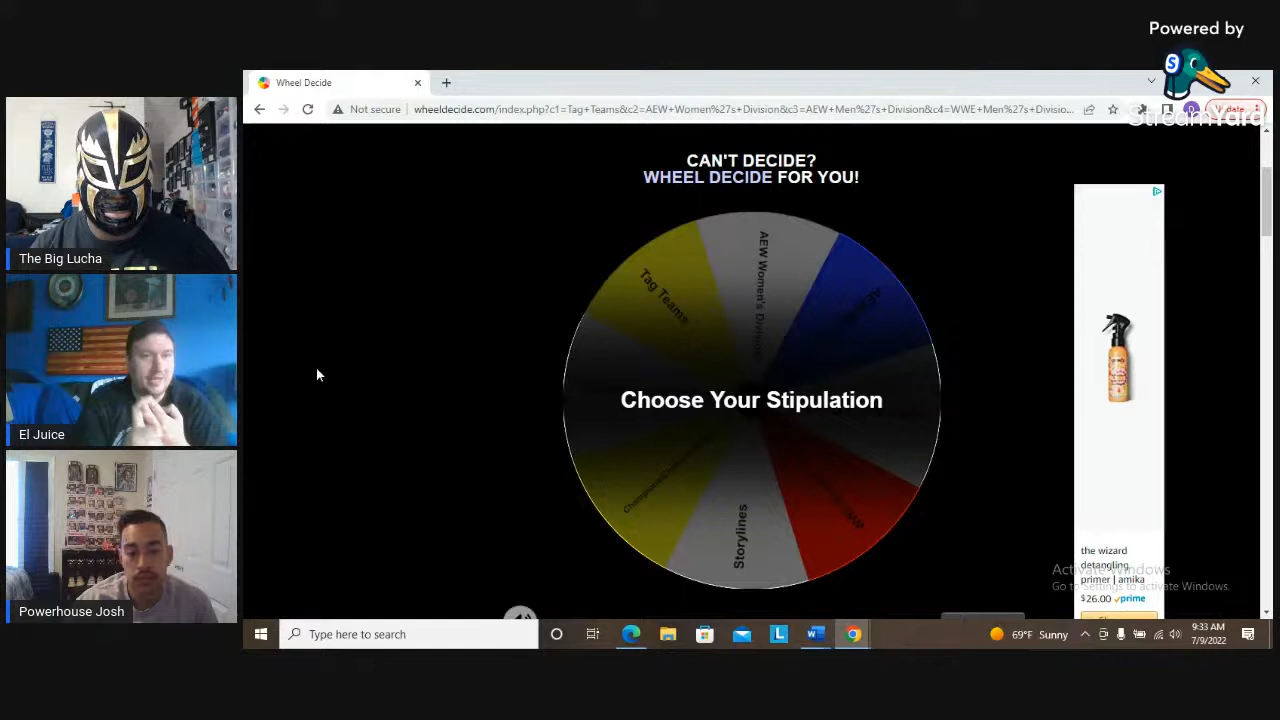 Powered by
StreamYard
Wheel Decide
Not secure
wheeldecide.com/index.php?c1=Tag+Teams&c2=AEW+Women%27s+Division&c3=AEW+Men%27s+Division&c4=WWE+Men%27s+Divisio...
CAN'T DECIDE?
WHEEL DECIDE FOR YOU!
Tag Teams
AEW Women's Division
Choose Your Stipulation
Storylines
The Big Lucha
El Juice
Powerhouse Josh
the wizard
detangling
primer | amika
$26.00 prime
Activate Windows
Go to Settings to activate Windows.
Type here to search
69°F Sunny
9:33 AM
7/9/2022